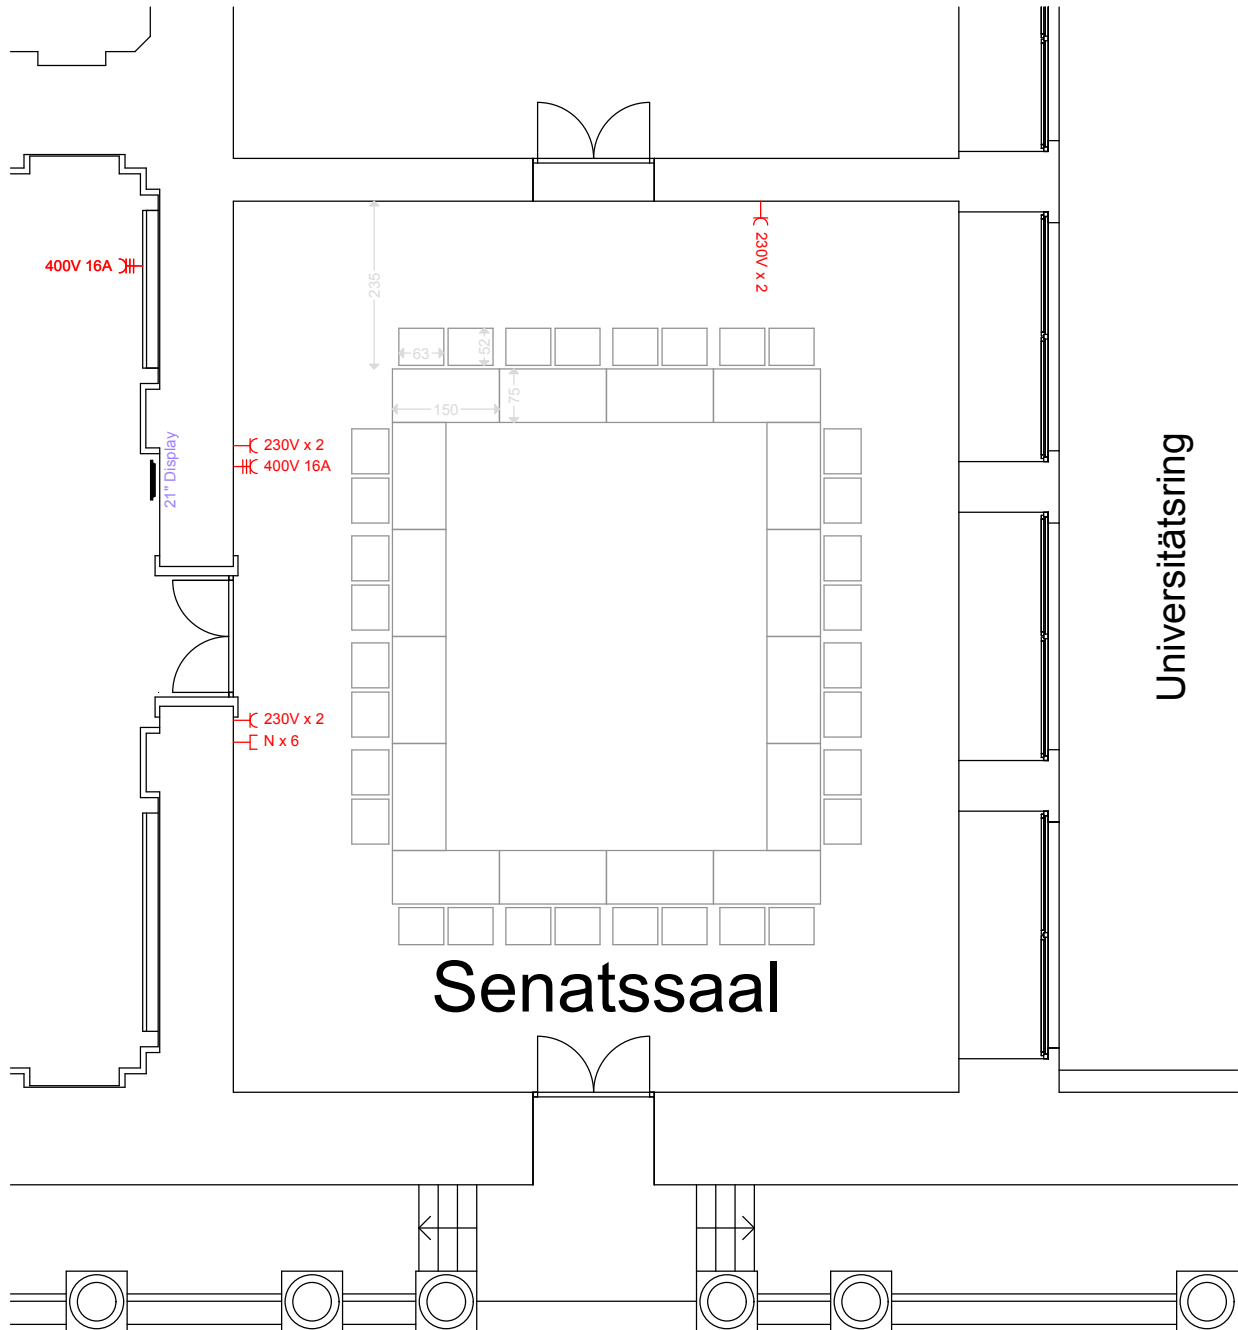 400V 16A
230V x 2
235
63
52
150
75
230V x 2
400V 16A
21" Display
230V x 2
N x 6
Universitätsring
Senatssaal